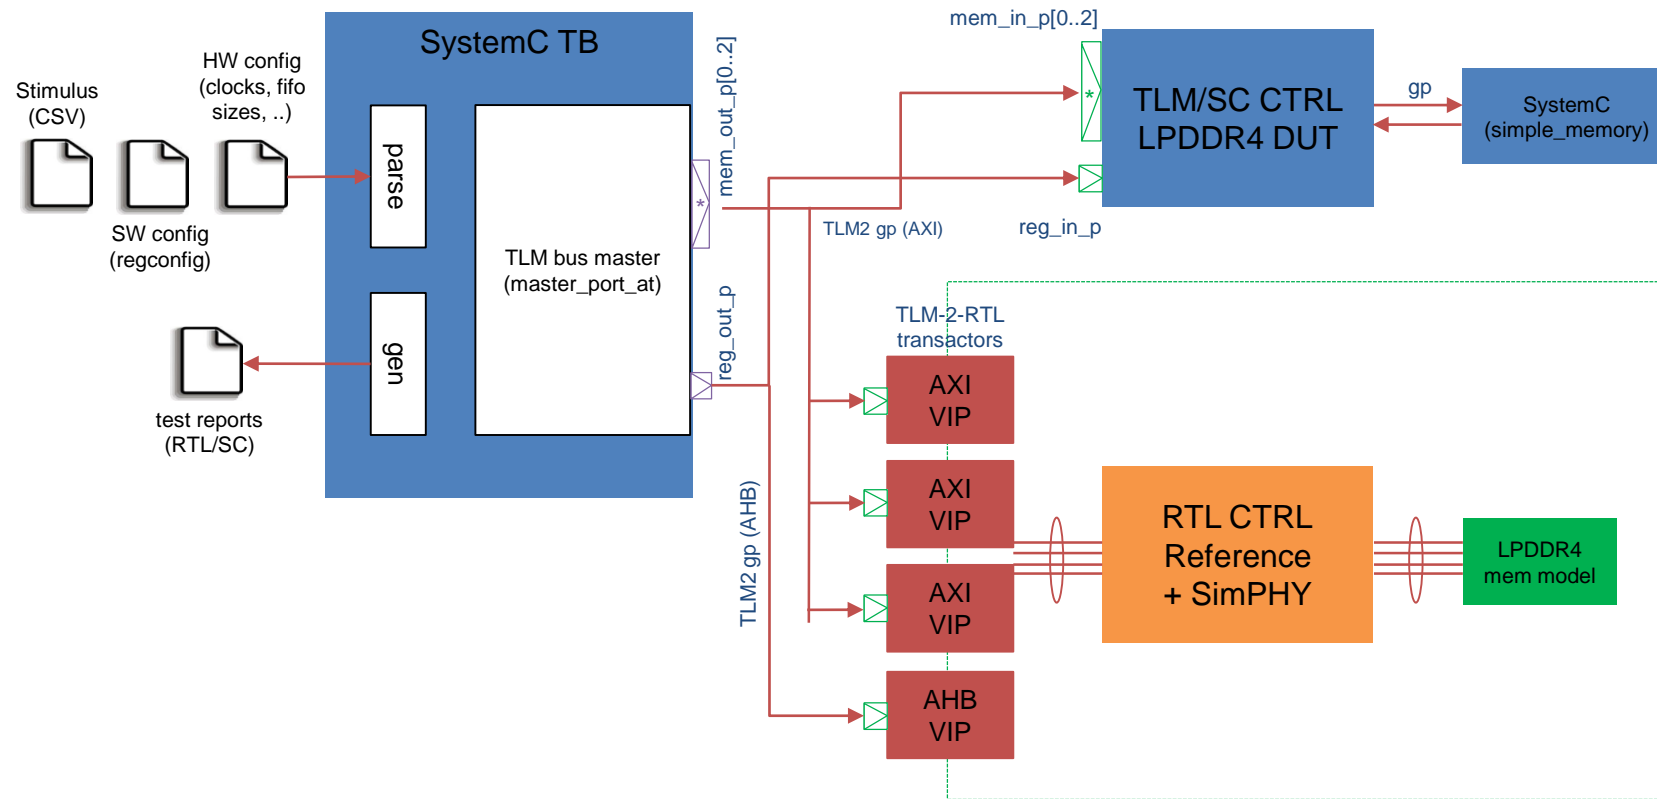 SystemC TB
HW config
(clocks, fifo
sizes, ..)
Stimulus
(CSV)
SW config
(regconfig)
parse
gen
test reports
(RTL/SC)
TLM bus master
(master_port_at)
mem_out_p[0..2]
*
reg_out_p
TLM2 gp (AXI)
TLM2 gp (AHB)
mem_in_p[0..2]
*
reg_in_p
TLM/SC CTRL
LPDDR4 DUT
gp
SystemC
(simple_memory)
TLM-2-RTL
transactors
AXI
VIP
AXI
VIP
AXI
VIP
AHB
VIP
RTL CTRL
Reference
+ SimPHY
LPDDR4
mem model